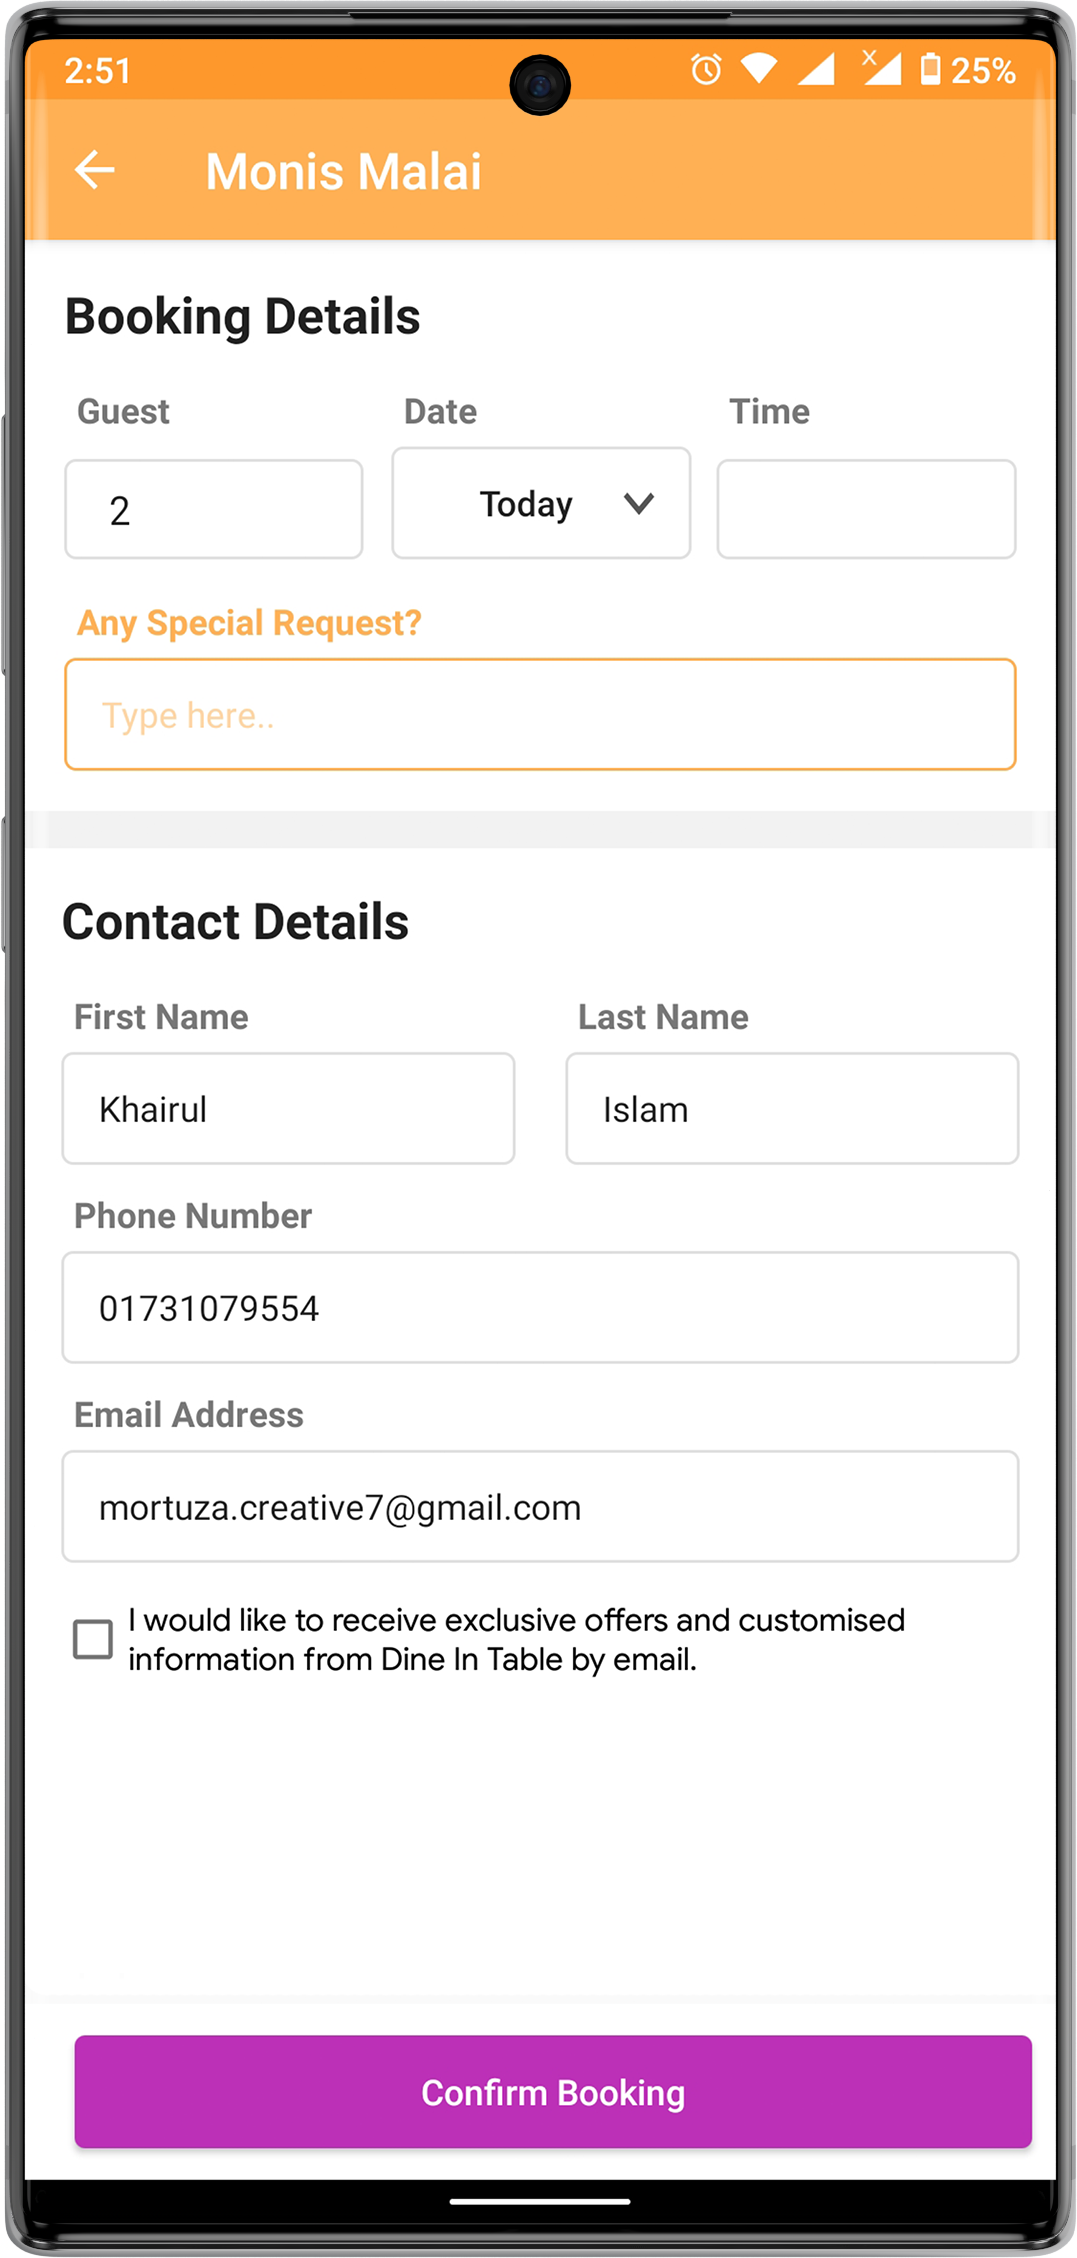 2:51
X
25%
Monis Malai
Booking Details
Guest Date Time
2 Today
Any Special Request?
Type here..
Contact Details
First Name Last Name
Khairul Islam
Phone Number
01731079554
Email Address
mortuza.creative7@gmail.com
I would like to receive exclusive offers and customised
information from Dine In Table by email.
Confirm Booking